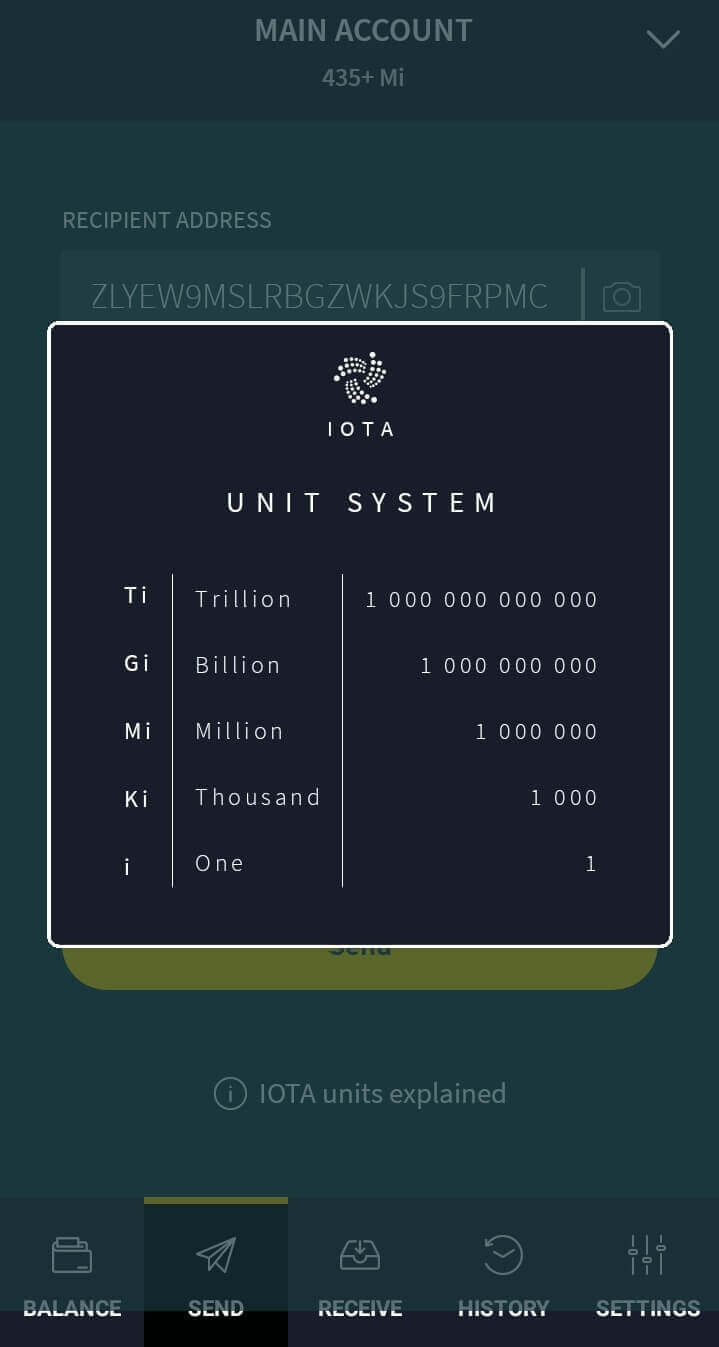 MAIN ACCOUNT
435+ Mi
RECIPIENT ADDRESS
ZLYEW9MSLRBGZWKJS9FRPMC
IOTA
UNIT SYSTEM
Ti Trillion 1 000 000 000 000
Gi Billion 1 000 000 000
Mi Million 1 000 000
Ki Thousand 1 000
i One 1
Send
IOTA units explained
BALANCE SEND RECEIVE HISTORY SETTINGS